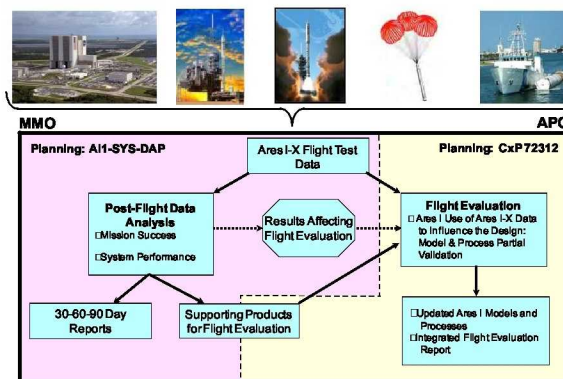 MMO
APO
Planning: AI1-SYS-DAP
Planning: CxP 72312
Ares I-X Flight Test
Data
Post-Flight Data
Analysis
□Mission Success
□System Performance
Results Affecting
Flight Evaluation
Flight Evaluation
□Ares I Use of Ares I-X Data
to Influence the Design:
Model & Process Partial
Validation
30-60-90 Day
Reports
Supporting Products
for Flight Evaluation
□Updated Ares I Models and
Processes
□Integrated Flight Evaluation
Report